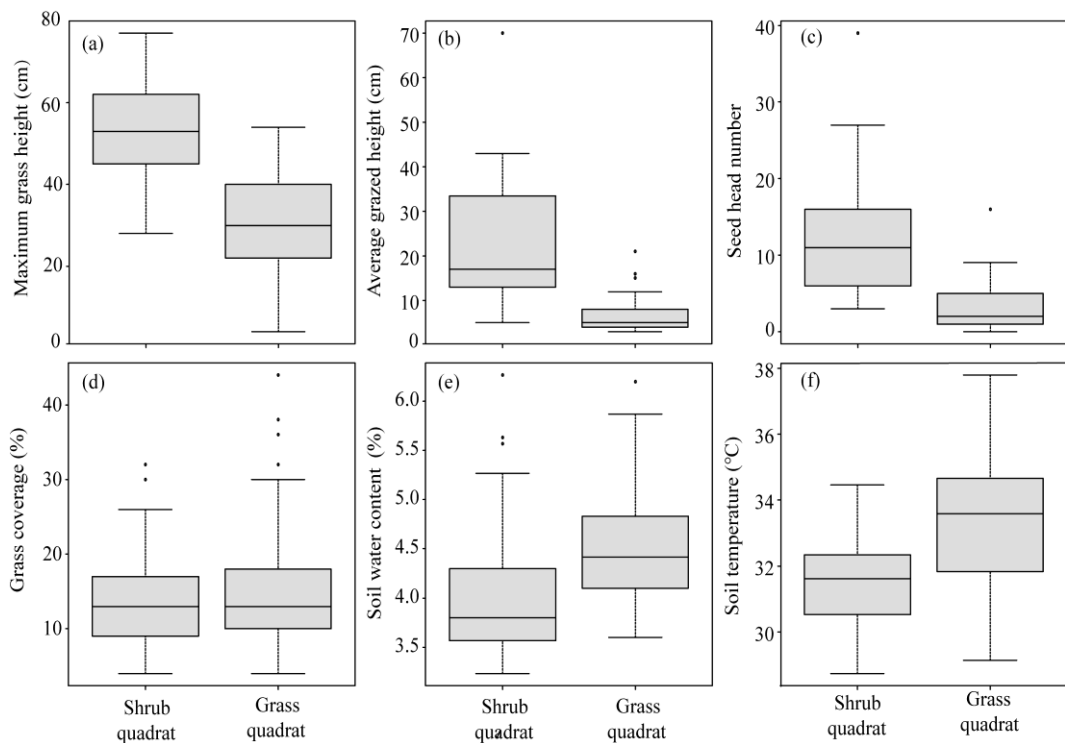 Maximum grass height (cm)
80
60
40
20
0
(a)
Average grazed height (cm)
70
60
50
40
30
20
10
0
(b)
Seed head number
40
30
20
10
0
(c)
Grass coverage (%)
40
30
20
10
(d)
Shrub
quadrat
Grass
quadrat
Soil water content (%)
6.0
5.5
5.0
4.5
4.0
3.5
(e)
Shrub
quadrat
Grass
quadrat
Soil temperature (°C)
38
36
34
32
30
(f)
Shrub
quadrat
Grass
quadrat